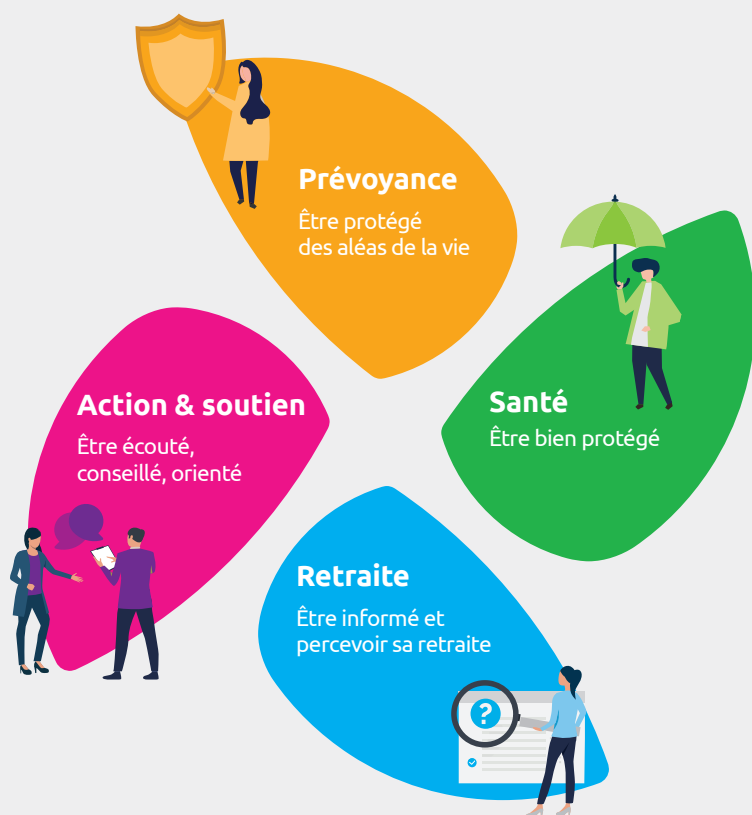 Prévoyance
Être protégé
des aléas de la vie
Santé
Être bien protégé
Action & soutien
Être écouté,
conseillé, orienté
Retraite
Être informé et
percevoir sa retraite
?